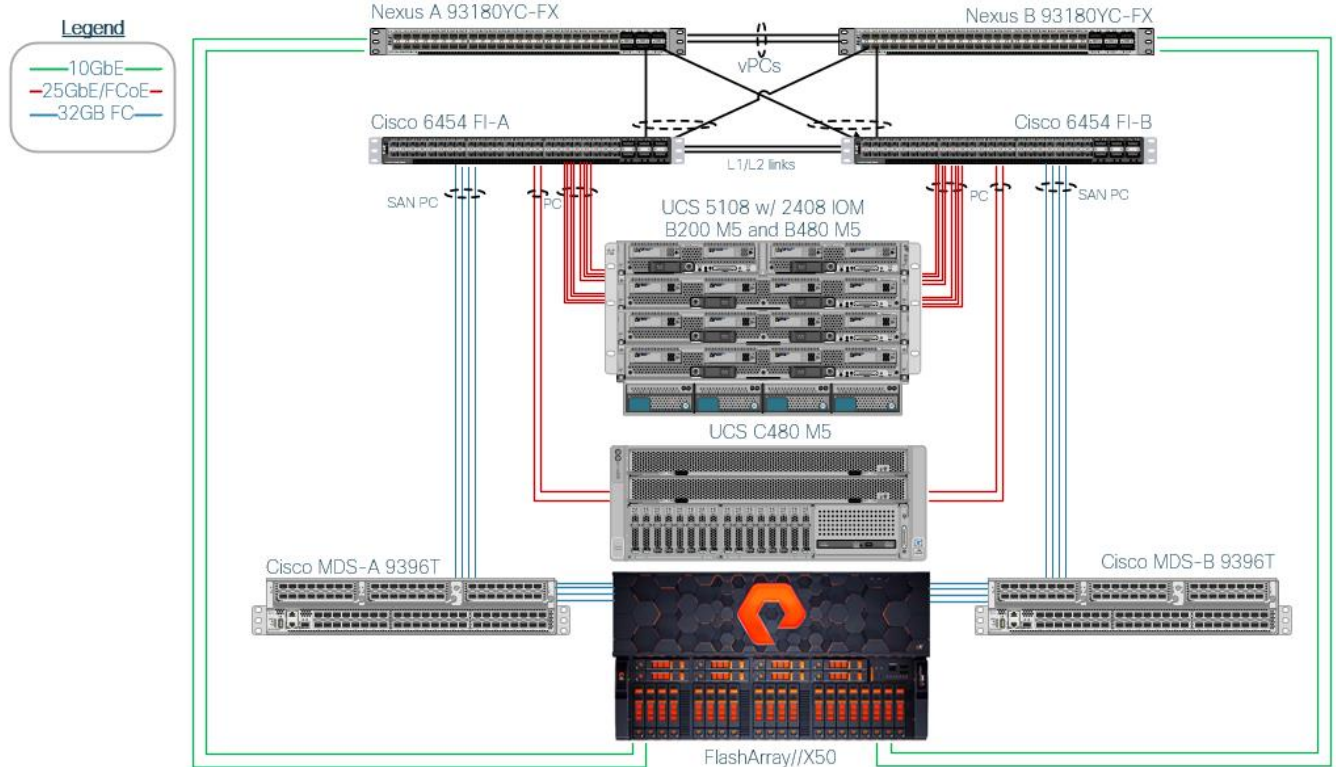 Legend
10GbE
25GbE/FCoE
32GB FC
Nexus A 93180YC-FX
Nexus B 93180YC-FX
vPCs
Cisco 6454 FI-A
Cisco 6454 FI-B
L1/L2 links
SAN PC
PC
PC
SAN PC
UCS 5108 w/ 2408 IOM
B200 M5 and B480 M5
UCS C480 M5
Cisco MDS-A 9396T
Cisco MDS-B 9396T
FlashArray//X50